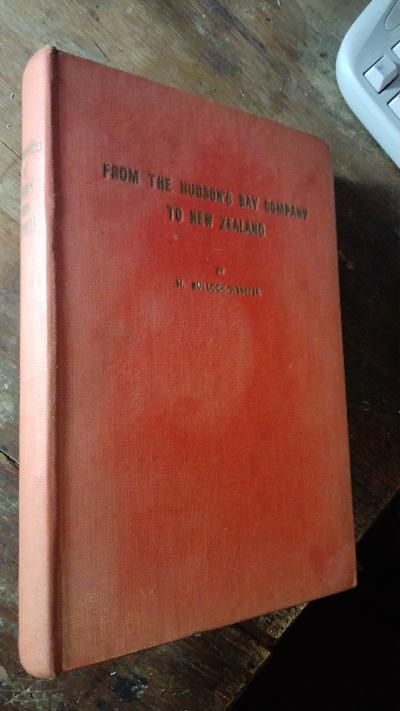 FROM THE HUDSON'S BAY COMPANY
TO NEW ZEALAND
BY
H. BULLOCK-WEBSTER